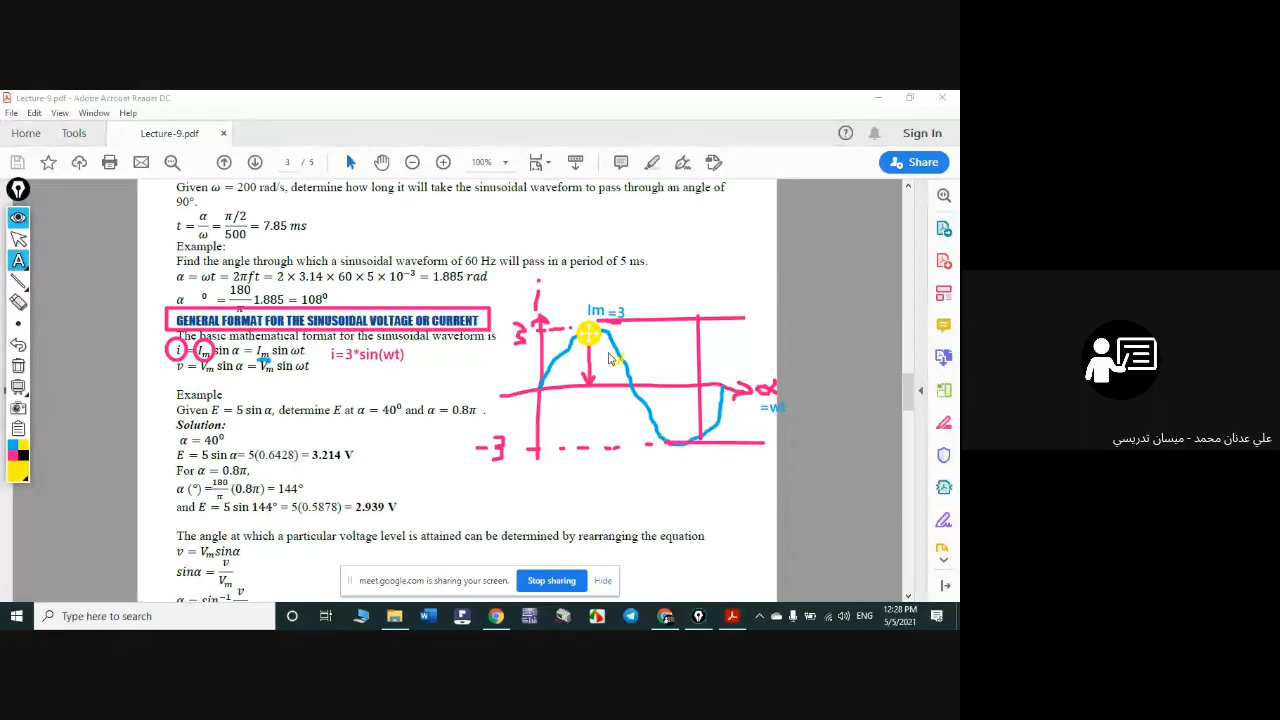 Lecture-9.pdf - Adobe Acrobat Reader DC
File Edit View Window Help
Home Tools Lecture-9.pdf × Sign In
3 / 5 100% Share
Given ω = 200 rad/s, determine how long it will take the sinusoidal waveform to pass through an angle of
90°.
t = α/ω = π/2/500 = 7.85 ms
Example:
Find the angle through which a sinusoidal waveform of 60 Hz will pass in a period of 5 ms.
α = ωt = 2πft = 2 × 3.14 × 60 × 5 × 10⁻³ = 1.885 rad
α ⁰ = 180/π 1.885 = 108⁰
GENERAL FORMAT FOR THE SINUSOIDAL VOLTAGE OR CURRENT
The basic mathematical format for the sinusoidal waveform is
i = Iₘ sin α = Iₘ sin ωt i=3*sin(wt)
v = Vₘ sin α = Vₘ sin ωt
i
Im =3
3
α
=wt
-3
Example
Given E = 5 sin α, determine E at α = 40⁰ and α = 0.8π .
Solution:
α = 40⁰
E = 5 sin α= 5(0.6428) = 3.214 V
For α = 0.8π,
α (°) =180/π (0.8π) = 144°
and E = 5 sin 144° = 5(0.5878) = 2.939 V
The angle at which a particular voltage level is attained can be determined by rearranging the equation
v = Vₘsinα
sinα = v/Vₘ
α = sin⁻¹ v
meet.google.com is sharing your screen. Stop sharing Hide
Type here to search
ENG
12:28 PM
5/5/2021
علي عدنان محمد - ميسان تدريسي